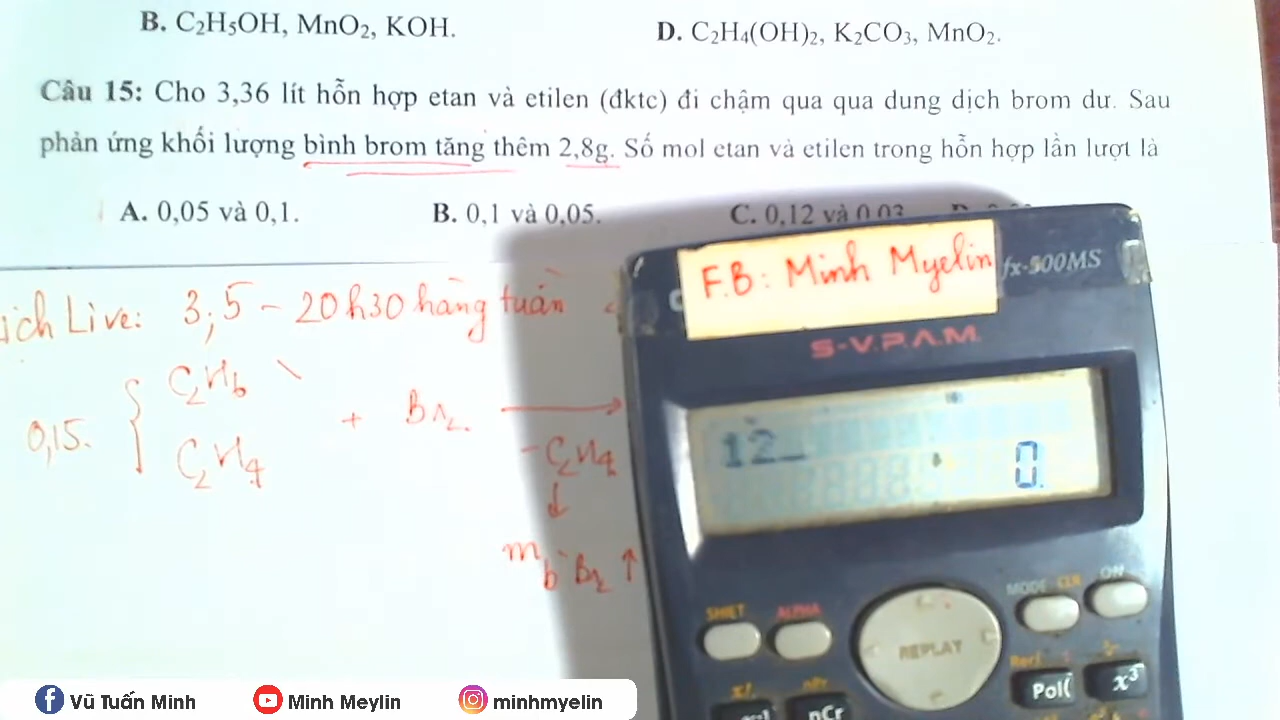 B. C₂H₅OH, MnO₂, KOH.
D. C₂H₄(OH)₂, K₂CO₃, MnO₂.
Câu 15: Cho 3,36 lít hỗn hợp etan và etilen (đktc) đi chậm qua qua dung dịch brom dư. Sau
phản ứng khối lượng bình brom tăng thêm 2,8g. Số mol etan và etilen trong hỗn hợp lần lượt là
A. 0,05 và 0,1.
B. 0,1 và 0,05.
C. 0,12 và 0,03
ịch Live: 3,5 – 20h30 hàng tuần
0,15. { C₂H₆
C₂H₄
+ Br₂ →
- C₂H₄
↓
m b Br₂ ↑
F.B: Minh Myelin
fx-500MS
S-V.P.A.M.
12_
0.
MODE CLR
ON
SHIFT
ALPHA
REPLAY
Rec(
Pol(
x³
x!
nPr
nCr
Vũ Tuấn Minh
Minh Meylin
minhmyelin